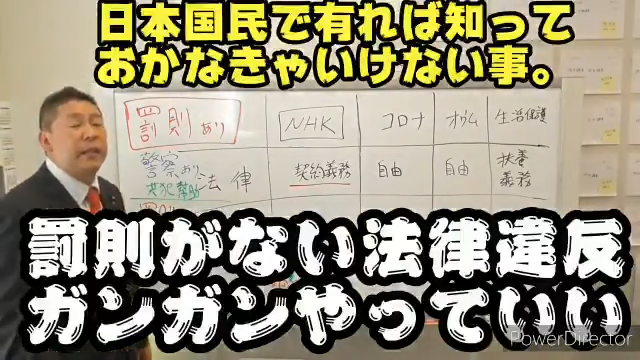 日本国民で有れば知って
おかなきゃいけない事。
罰則あり NHK コロナ オウム 生活保護
警察あり 法律 契約義務 自由 自由 扶養義務
罰則がない法律違反
ガンガンやっていい
PowerDirector